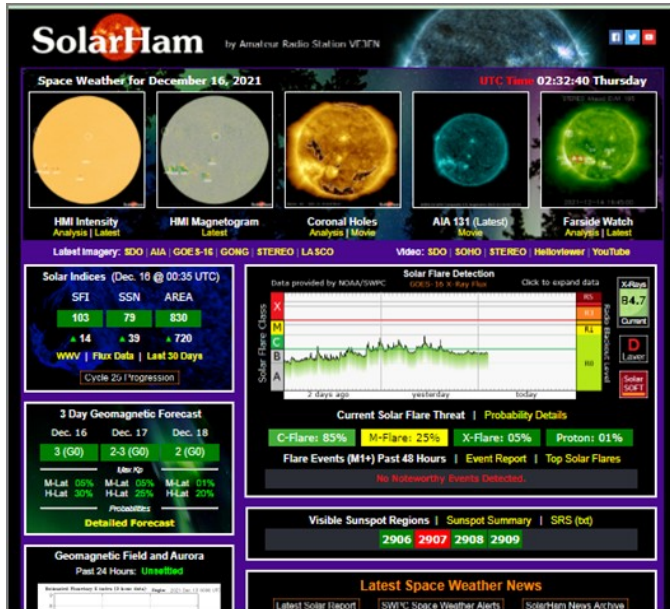 SolarHam by Amateur Radio Station VE3EN
Space Weather for December 16, 2021 UTC Time 02:32:40 Thursday
HMI Intensity
Analysis | Latest
HMI Magnetogram
Latest
Coronal Holes
Analysis | Movie
AIA 131 (Latest)
Movie
Farside Watch
Analysis | Latest
Latest Imagery: SDO | AIA | GOES-16 | GONG | STEREO | LASCO
Video: SDO | SOHO | STEREO | Helioviewer | YouTube
Solar Indices (Dec. 16 @ 00:35 UTC)
SFI SSN AREA
103 79 830
▲ 14 ▲ 39 ▲ 720
WWV | Flux Data | Last 30 Days
Cycle 25 Progression
3 Day Geomagnetic Forecast
Dec. 16 Dec. 17 Dec. 18
3 (G0) 2-3 (G0) 2 (G0)
Max Kp
M-Lat 05% M-Lat 05% M-Lat 01%
H-Lat 30% H-Lat 25% H-Lat 20%
Probabilities
Detailed Forecast
Geomagnetic Field and Aurora
Past 24 Hours: Unsettled
Solar Flare Detection
Data provided by NOAA/SWPC GOES-16 X-Ray Flux Click to expand data
Solar Flare Class
X
M
C
B
A
R5
R3
R1
R0
Radio Blackout Level
2 days ago yesterday today
X-Rays
B4.7
Current
D
Layer
Solar
SOFT
Current Solar Flare Threat | Probability Details
C-Flare: 85% M-Flare: 25% X-Flare: 05% Proton: 01%
Flare Events (M1+) Past 48 Hours | Event Report | Top Solar Flares
No Noteworthy Events Detected.
Visible Sunspot Regions | Sunspot Summary | SRS (txt)
2906 2907 2908 2909
Latest Space Weather News
Latest Solar Report SWPC Space Weather Alerts SolarHam News Archive